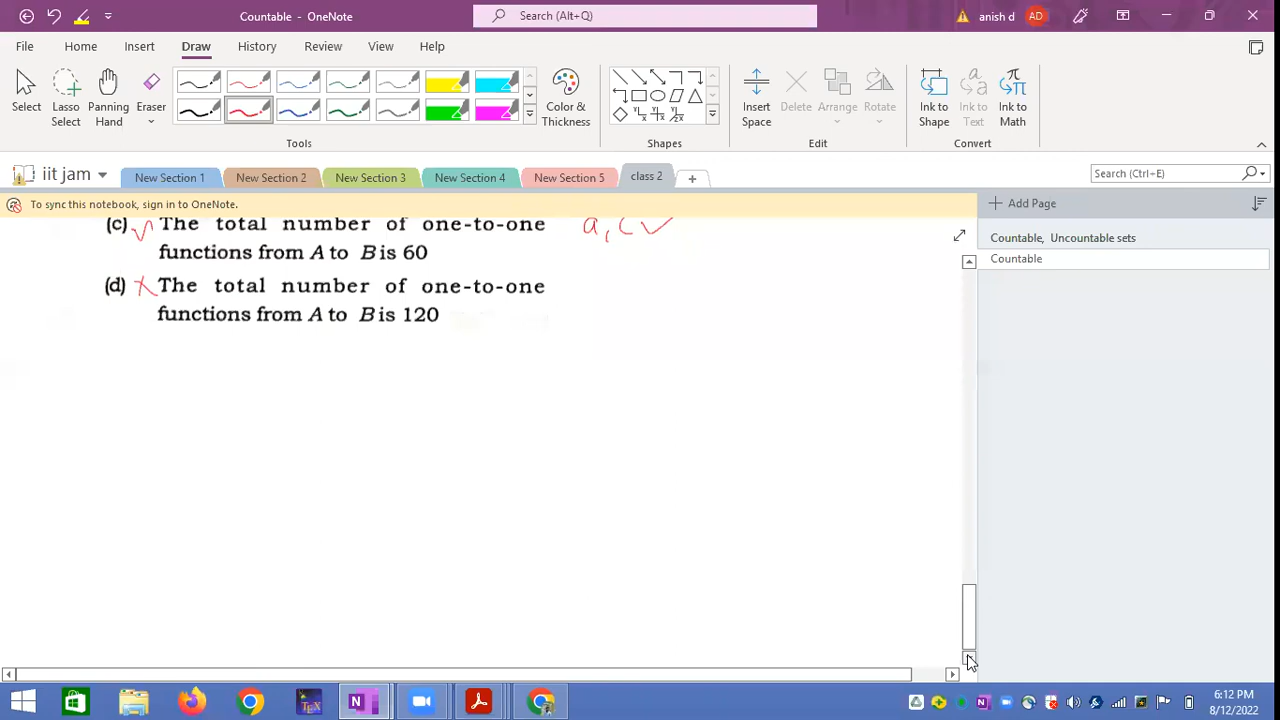 Countable - OneNote
Search (Alt+Q)
anish d
AD
File
Home
Insert
Draw
History
Review
View
Help
Select
Lasso
Select
Panning
Hand
Eraser
Color &
Thickness
Insert
Space
Delete
Arrange
Rotate
Ink to
Shape
Ink to
Text
Ink to
Math
Tools
Shapes
Edit
Convert
iit jam
New Section 1
New Section 2
New Section 3
New Section 4
New Section 5
class 2
Search (Ctrl+E)
To sync this notebook, sign in to OneNote.
Add Page
Countable, Uncountable sets
Countable
(c) The total number of one-to-one
functions from A to B is 60
a, c ✓
(d) The total number of one-to-one
functions from A to B is 120
6:12 PM
8/12/2022